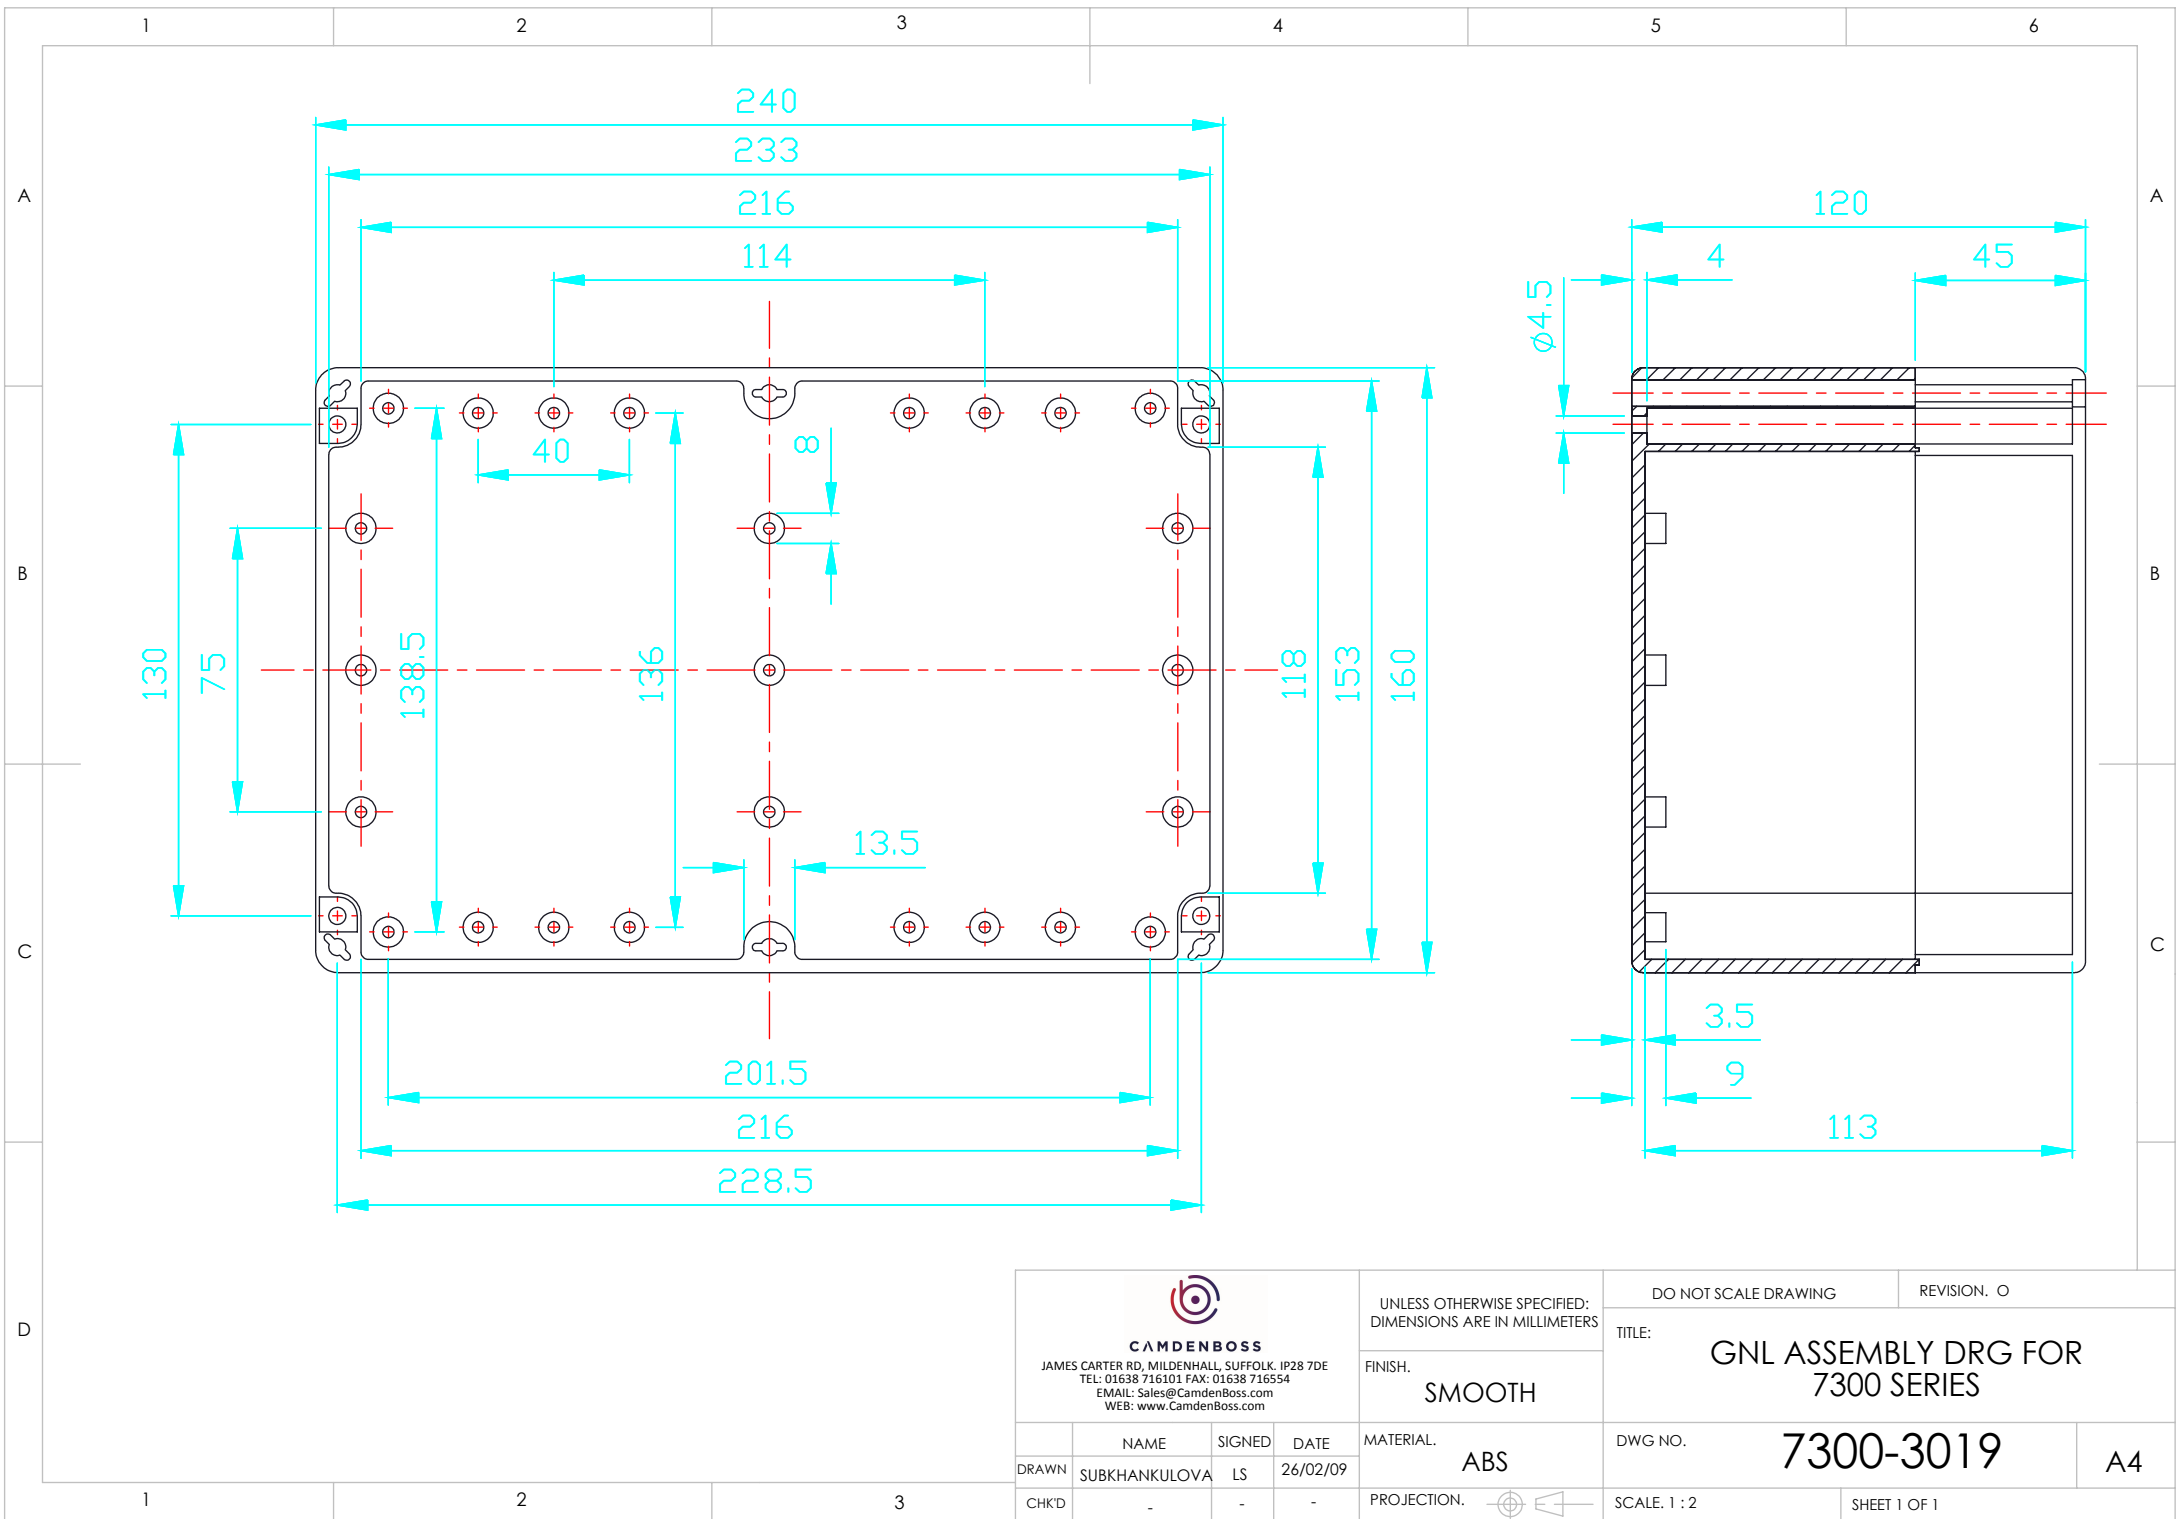 1 2 3 4 5 6
240
233
216
114
120
4 45
Ø4.5
A A
40
8
B B
130
75
138.5
136
118
153
160
13.5
C C
3.5
9
201.5
216
113
228.5
D
CAMDENBOSS
JAMES CARTER RD, MILDENHALL, SUFFOLK. IP28 7DE
TEL: 01638 716101 FAX: 01638 716554
EMAIL: Sales@CamdenBoss.com
WEB: www.CamdenBoss.com
UNLESS OTHERWISE SPECIFIED:
DIMENSIONS ARE IN MILLIMETERS
FINISH.
SMOOTH
DO NOT SCALE DRAWING
REVISION. O
TITLE:
GNL ASSEMBLY DRG FOR
7300 SERIES
NAME SIGNED DATE
DRAWN SUBKHANKULOVA LS 26/02/09
CHK'D - - -
MATERIAL.
ABS
PROJECTION.
DWG NO.
7300-3019
A4
SCALE. 1 : 2
SHEET 1 OF 1
1 2 3